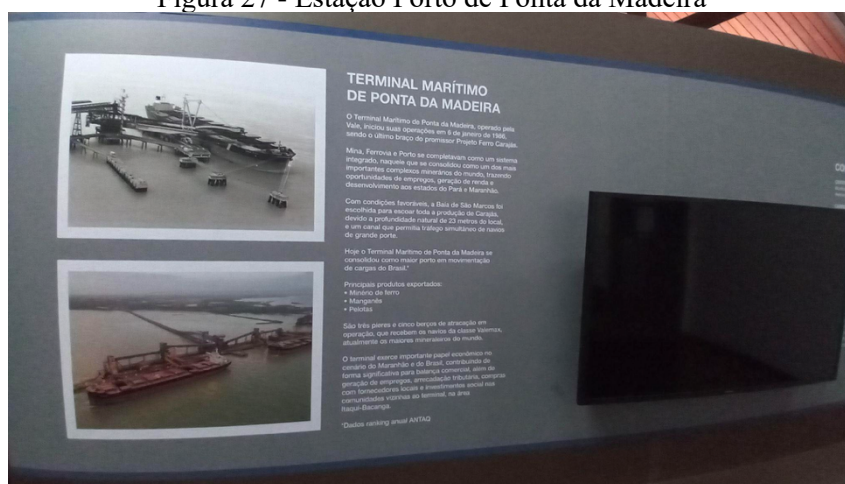 Figura 27 - Estação Porto de Ponta da Madeira
TERMINAL MARÍTIMO
DE PONTA DA MADEIRA
O Terminal Marítimo de Ponta da Madeira, operado pela
Vale, iniciou suas operações em 6 de janeiro de 1986,
sendo o último braço do promissor Projeto Ferro Carajás.
Mina, Ferrovia e Porto se completavam como um sistema
integrado, naquele que se consolidou como um dos mais
importantes complexos minerários do mundo, trazendo
oportunidades de empregos, geração de renda e
desenvolvimento aos estados do Pará e Maranhão.
Com condições favoráveis, a Baía de São Marcos foi
escolhida para escoar toda a produção de Carajás,
devido a profundidade natural de 23 metros do local,
e um canal que permitia tráfego simultâneo de navios
de grande porte.
Hoje o Terminal Marítimo de Ponta da Madeira se
consolidou como maior porto em movimentação
de cargas do Brasil.*
Principais produtos exportados:
• Minério de ferro
• Manganês
• Pelotas
São três píeres e cinco berços de atracação em
operação, que recebem os navios da classe Valemax,
atualmente os maiores mineraleiros do mundo.
O terminal exerce importante papel econômico no
cenário do Maranhão e do Brasil, contribuindo de
forma significativa para balança comercial, além de
geração de empregos, arrecadação tributária, compras
com fornecedores locais e investimentos social nas
comunidades vizinhas ao terminal, na área
Itaqui-Bacanga.
*Dados ranking anual ANTAQ